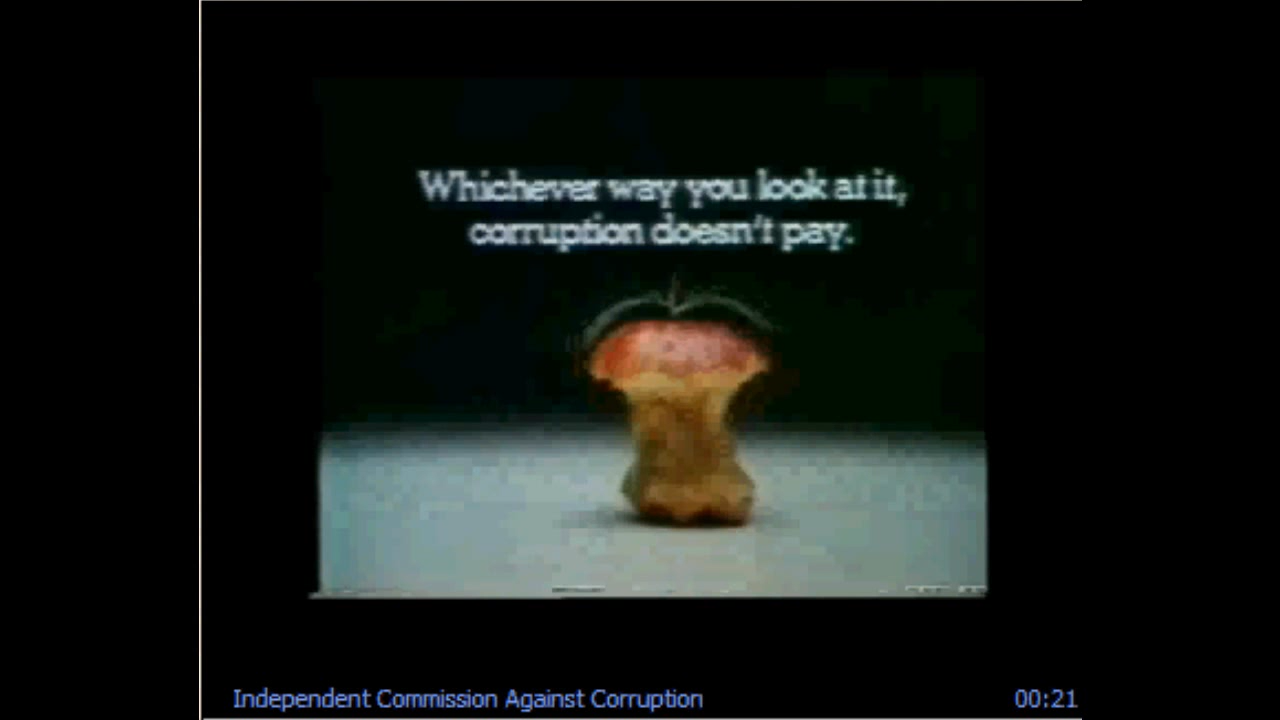 Whichever way you look at it,
corruption doesn't pay.
Independent Commission Against Corruption
00:21